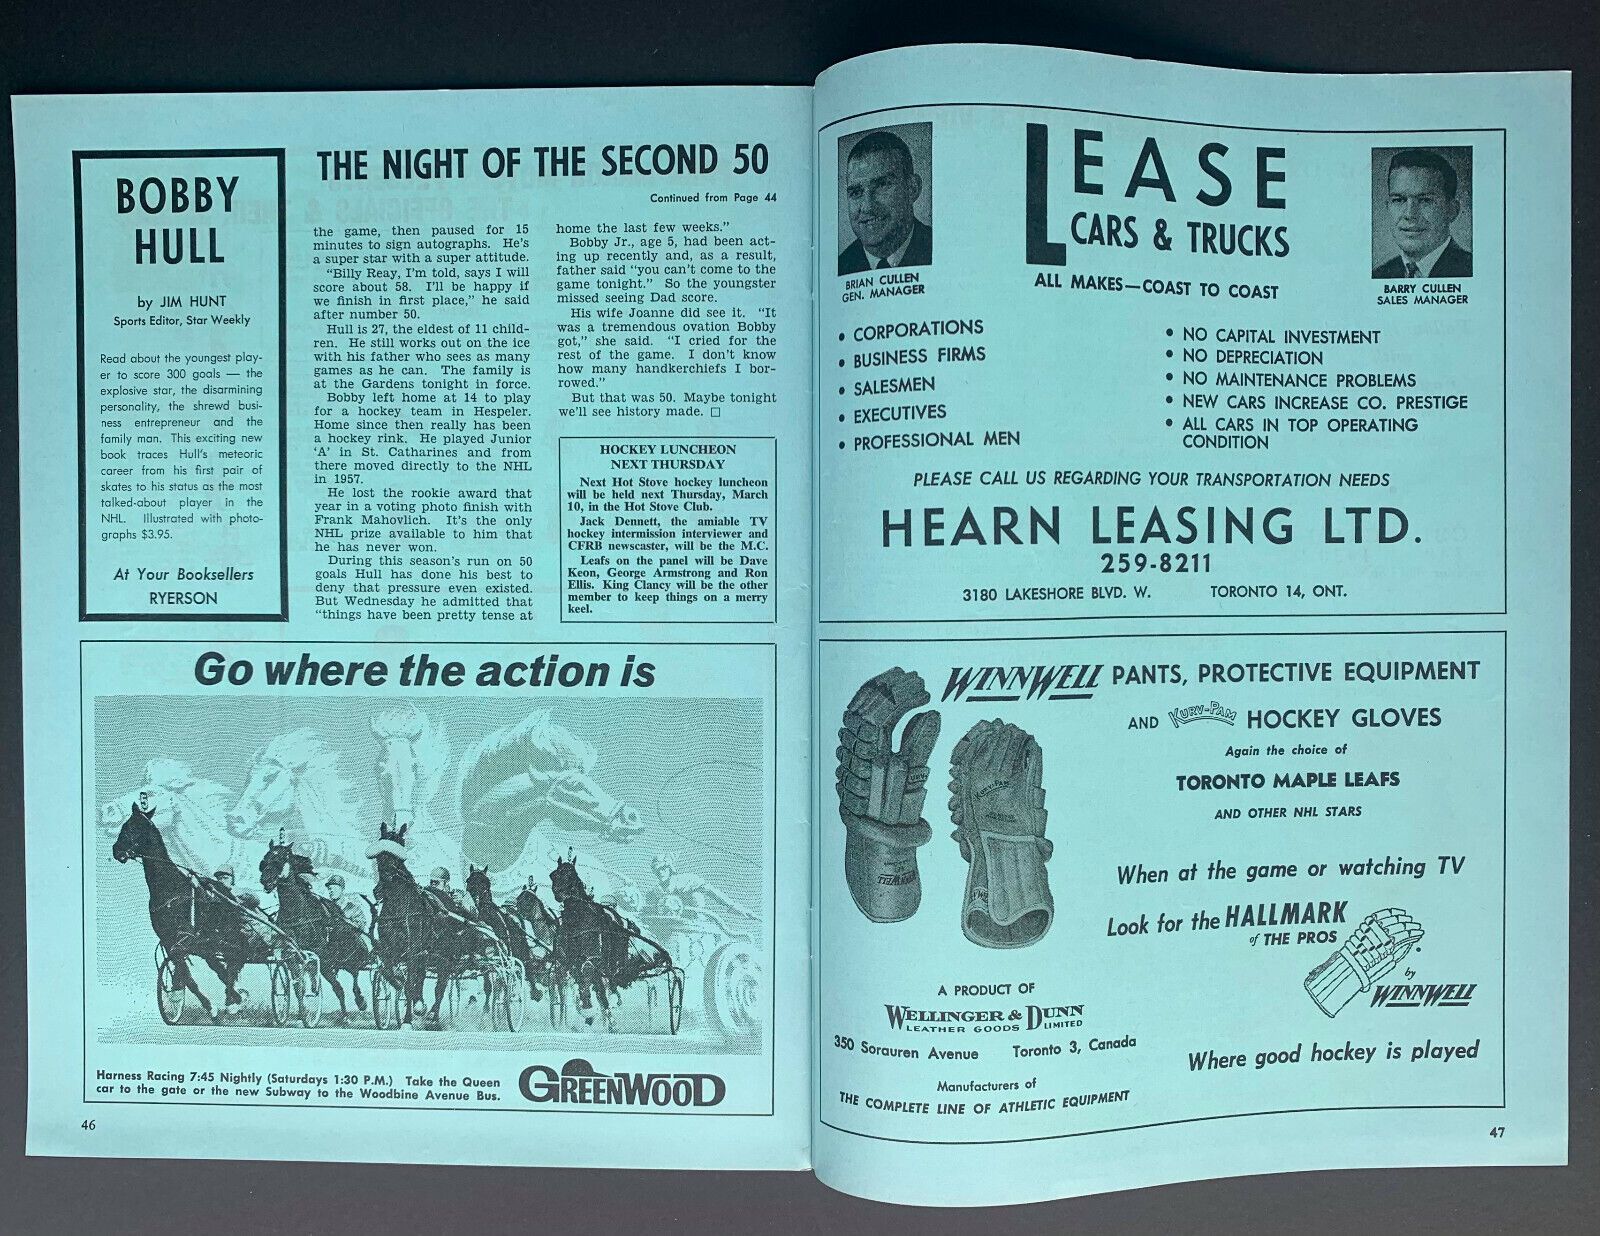 BOBBY
HULL
by JIM HUNT
Sports Editor, Star Weekly
Read about the youngest play-
er to score 300 goals — the
explosive star, the disarming
personality, the shrewd busi-
ness entrepreneur and the
family man. This exciting new
book traces Hull's meteoric
career from his first pair of
skates to his status as the most
talked-about player in the
NHL. Illustrated with photo-
graphs $3.95.
At Your Booksellers
RYERSON
THE NIGHT OF THE SECOND 50
Continued from Page 44
the game, then paused for 15
minutes to sign autographs. He's
a super star with a super attitude.
"Billy Reay, I'm told, says I will
score about 58. I'll be happy if
we finish in first place," he said
after number 50.
Hull is 27, the eldest of 11 child-
ren. He still works out on the ice
with his father who sees as many
games as he can. The family is
at the Gardens tonight in force.
Bobby left home at 14 to play
for a hockey team in Hespeler.
Home since then really has been
a hockey rink. He played Junior
'A' in St. Catharines and from
there moved directly to the NHL
in 1957.
He lost the rookie award that
year in a voting photo finish with
Frank Mahovlich. It's the only
NHL prize available to him that
he has never won.
During this season's run on 50
goals Hull has done his best to
deny that pressure even existed.
But Wednesday he admitted that
"things have been pretty tense at
home the last few weeks."
Bobby Jr., age 5, had been act-
ing up recently and, as a result,
father said "you can't come to the
game tonight." So the youngster
missed seeing Dad score.
His wife Joanne did see it. "It
was a tremendous ovation Bobby
got," she said. "I cried for the
rest of the game. I don't know
how many handkerchiefs I bor-
rowed."
But that was 50. Maybe tonight
we'll see history made. □
HOCKEY LUNCHEON
NEXT THURSDAY
Next Hot Stove hockey luncheon
will be held next Thursday, March
10, in the Hot Stove Club.
Jack Dennett, the amiable TV
hockey intermission interviewer and
CFRB newscaster, will be the M.C.
Leafs on the panel will be Dave
Keon, George Armstrong and Ron
Ellis. King Clancy will be the other
member to keep things on a merry
keel.
Go where the action is
Harness Racing 7:45 Nightly (Saturdays 1:30 P.M.) Take the Queen
car to the gate or the new Subway to the Woodbine Avenue Bus.
GREENWOOD
46
LEASE
CARS & TRUCKS
ALL MAKES—COAST TO COAST
BRIAN CULLEN
GEN. MANAGER
BARRY CULLEN
SALES MANAGER
• CORPORATIONS
• BUSINESS FIRMS
• SALESMEN
• EXECUTIVES
• PROFESSIONAL MEN
• NO CAPITAL INVESTMENT
• NO DEPRECIATION
• NO MAINTENANCE PROBLEMS
• NEW CARS INCREASE CO. PRESTIGE
• ALL CARS IN TOP OPERATING
CONDITION
PLEASE CALL US REGARDING YOUR TRANSPORTATION NEEDS
HEARN LEASING LTD.
259-8211
3180 LAKESHORE BLVD. W. TORONTO 14, ONT.
WINNWELL PANTS, PROTECTIVE EQUIPMENT
AND KURV-PAM HOCKEY GLOVES
Again the choice of
TORONTO MAPLE LEAFS
AND OTHER NHL STARS
When at the game or watching TV
Look for the HALLMARK
of THE PROS
by
WINNWELL
Where good hockey is played
KURV-PAM
WINNWELL
A PRODUCT OF
WELLINGER & DUNN
LEATHER GOODS LIMITED
350 Sorauren Avenue Toronto 3, Canada
Manufacturers of
THE COMPLETE LINE OF ATHLETIC EQUIPMENT
47